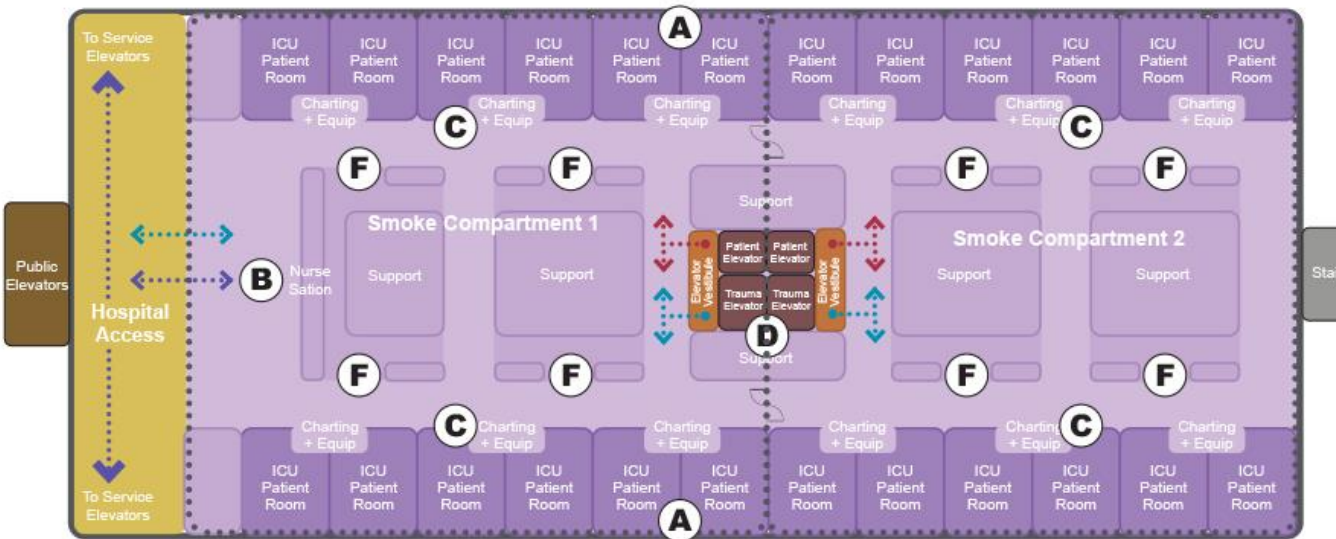 To Service
Elevators
A
ICU
Patient
Room
ICU
Patient
Room
ICU
Patient
Room
ICU
Patient
Room
ICU
Patient
Room
ICU
Patient
Room
ICU
Patient
Room
ICU
Patient
Room
ICU
Patient
Room
ICU
Patient
Room
ICU
Patient
Room
ICU
Patient
Room
Charting
+ Equip
Charting
+ Equip
Charting
+ Equip
Charting
+ Equip
Charting
+ Equip
Charting
+ Equip
C
C
F
F
F
F
Support
Smoke Compartment 1
Smoke Compartment 2
Public
Elevators
Hospital
Access
B
Nurse
Sation
Support
Support
Elevator
Vestibule
Patient
Elevator
Patient
Elevator
Trauma
Elevator
Trauma
Elevator
Elevator
Vestibule
D
Support
Support
Support
F
F
F
F
C
C
Charting
+ Equip
Charting
+ Equip
Charting
+ Equip
Charting
+ Equip
Charting
+ Equip
Charting
+ Equip
To Service
Elevators
ICU
Patient
Room
ICU
Patient
Room
ICU
Patient
Room
ICU
Patient
Room
ICU
Patient
Room
ICU
Patient
Room
ICU
Patient
Room
ICU
Patient
Room
ICU
Patient
Room
ICU
Patient
Room
ICU
Patient
Room
ICU
Patient
Room
A